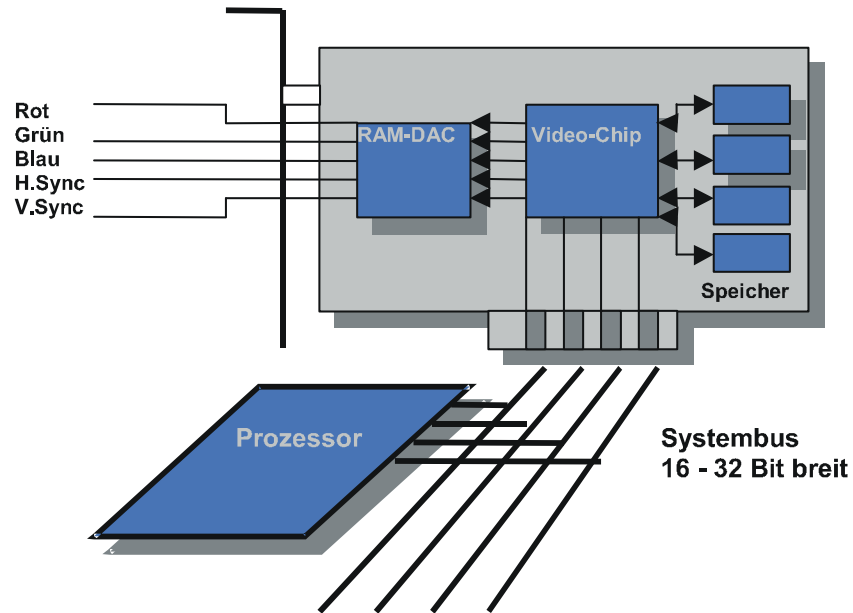 Rot
Grün
Blau
H.Sync
V.Sync
RAM-DAC
Video-Chip
Speicher
Prozessor
Systembus
16 - 32 Bit breit